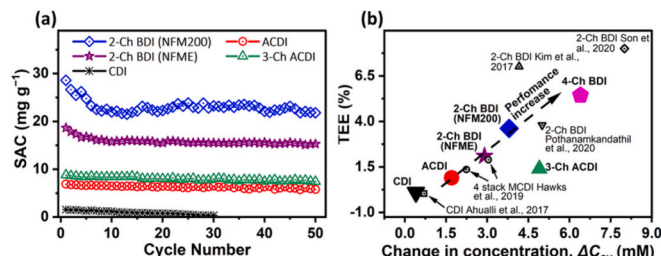 (a)
2-Ch BDI (NFM200)
ACDI
2-Ch BDI (NFME)
3-Ch ACDI
CDI
SAC (mg g⁻¹)
30
20
10
0
0
10
20
30
40
50
Cycle Number
(b)
TEE (%)
6.5
4.0
1.5
-1.0
0.0
1.5
3.0
4.5
6.0
7.5
9.0
Change in concentration, ΔC (mM)
2-Ch BDI Son et
al., 2020
2-Ch BDI Kim et al.,
2017
4-Ch BDI
Perfomance
increase
2-Ch BDI
(NFM200)
2-Ch BDI
(NFME)
2-Ch BDI
Pothanamkandathil
et al., 2020
ACDI
3-Ch ACDI
CDI
4 stack MCDI Hawks
et al., 2019
CDI Ahualli et al., 2017